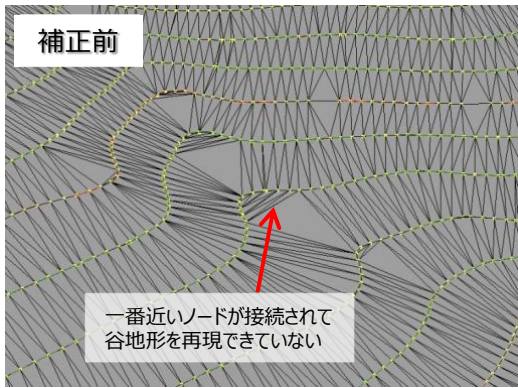 補正前
一番近いノードが接続されて
谷地形を再現できていない